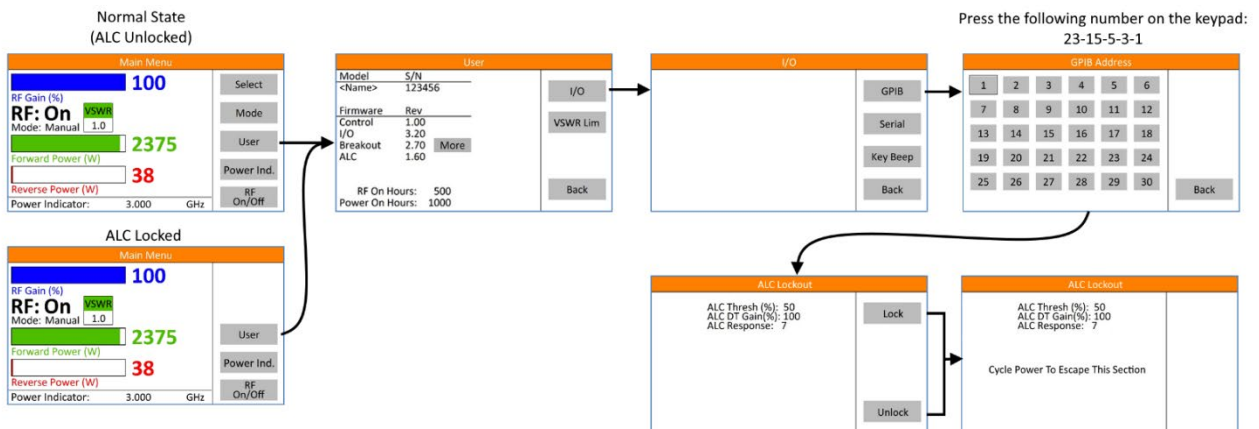 Normal State
(ALC Unlocked)
Main Menu
100
RF Gain (%)
RF: On VSWR
Mode: Manual 1.0
2375
Forward Power (W)
38
Reverse Power (W)
Power Indicator: 3.000 GHz
Select
Mode
User
Power Ind.
RF
On/Off
User
Model S/N
<Name> 123456
Firmware Rev
Control 1.00
I/O 3.20
Breakout 2.70 More
ALC 1.60
RF On Hours: 500
Power On Hours: 1000
I/O
VSWR Lim
Back
I/O
GPIB
Serial
Key Beep
Back
Press the following number on the keypad:
23-15-5-3-1
GPIB Address
1 2 3 4 5 6
7 8 9 10 11 12
13 14 15 16 17 18
19 20 21 22 23 24
25 26 27 28 29 30
Back
ALC Locked
Main Menu
100
RF Gain (%)
RF: On VSWR
Mode: Manual 1.0
2375
Forward Power (W)
38
Reverse Power (W)
Power Indicator: 3.000 GHz
User
Power Ind.
RF
On/Off
ALC Lockout
ALC Thresh (%): 50
ALC DT Gain(%): 100
ALC Response: 7
Lock
Unlock
ALC Lockout
ALC Thresh (%): 50
ALC DT Gain(%): 100
ALC Response: 7
Cycle Power To Escape This Section